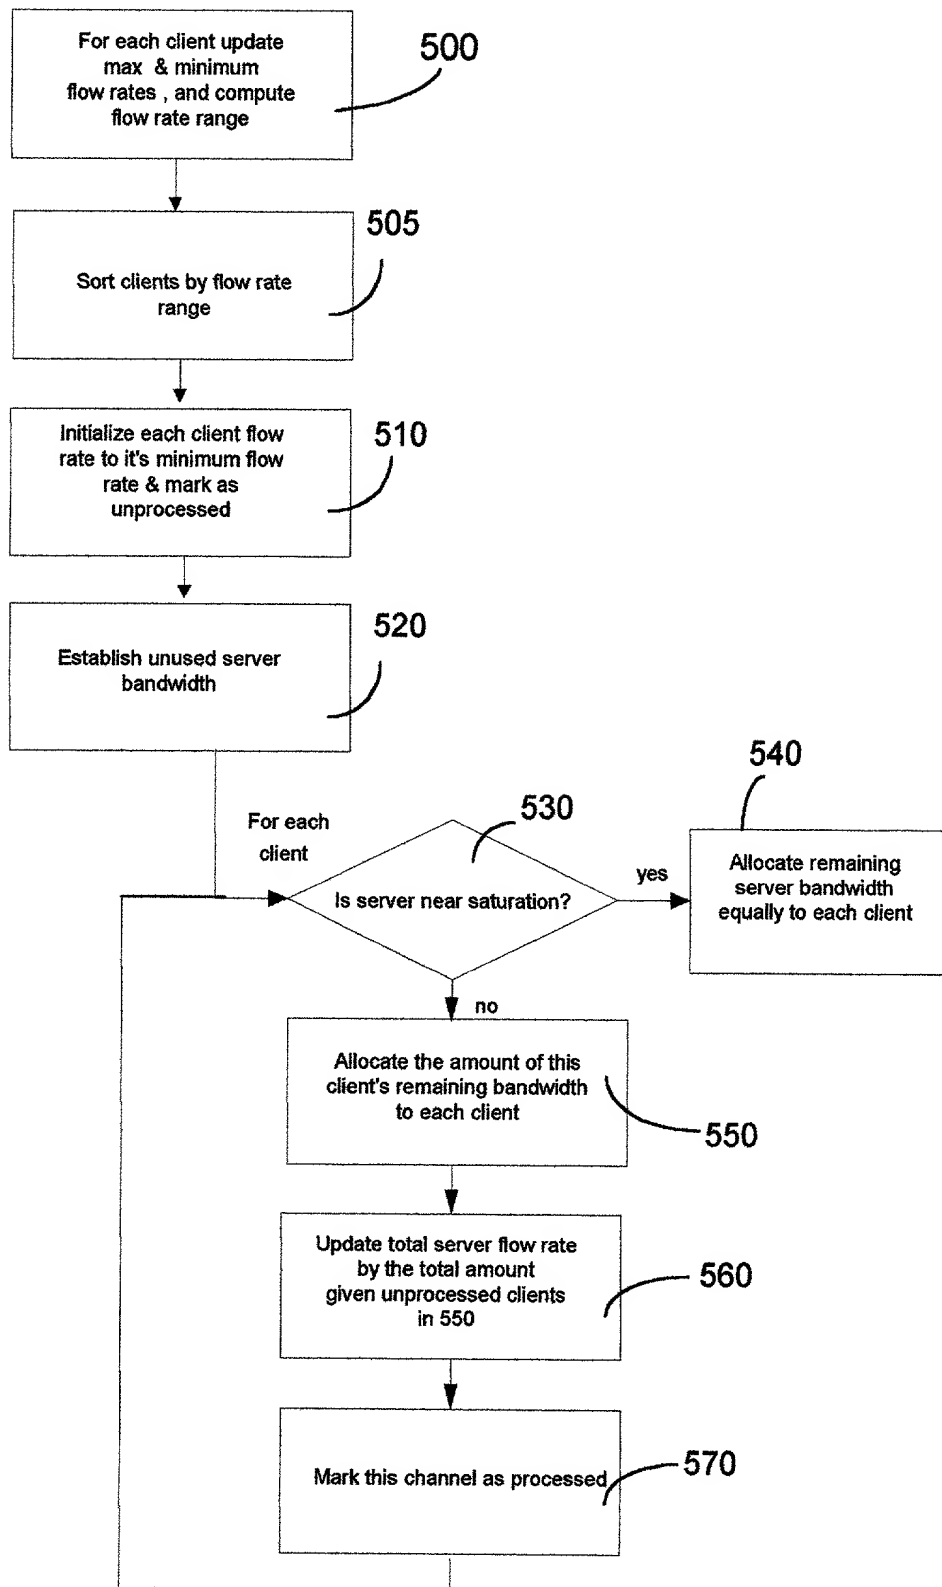 For each client update
max & minimum
flow rates , and compute
flow rate range
500
505
Sort clients by flow rate
range
Initialize each client flow
rate to it's minimum flow
rate & mark as
unprocessed
510
520
Establish unused server
bandwidth
540
530
For each
client
Is server near saturation?
yes
Allocate remaining
server bandwidth
equally to each client
no
Allocate the amount of this
client's remaining bandwidth
to each client
550
Update total server flow rate
by the total amount
given unprocessed clients
in 550
560
Mark this channel as processed
570